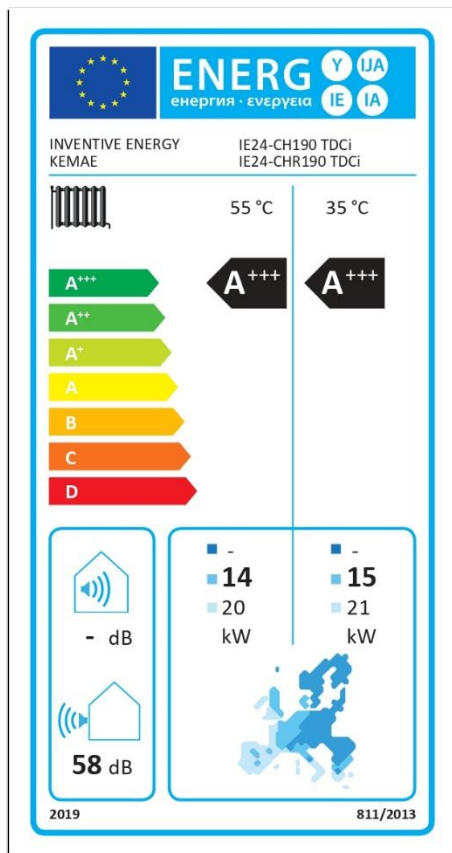 ENERG Y IJA
енергия · ενεργεια IE IA
INVENTIVE ENERGY IE24-CH190 TDCi
KEMAE IE24-CHR190 TDCi
55 °C 35 °C
A+++ A+++ A+++
A++
A+
A
B
C
D
- -
14 15
20 21
kW kW
- dB
58 dB
2019 811/2013